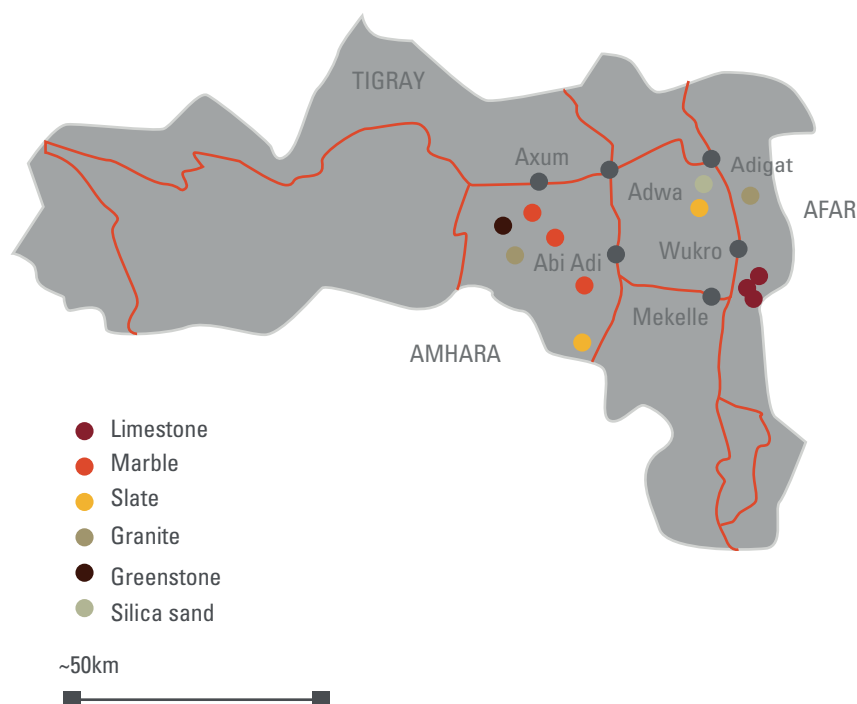 TIGRAY
Axum
Adigat
Adwa
AFAR
Wukro
Abi Adi
Mekelle
AMHARA
Limestone
Marble
Slate
Granite
Greenstone
Silica sand
~50km